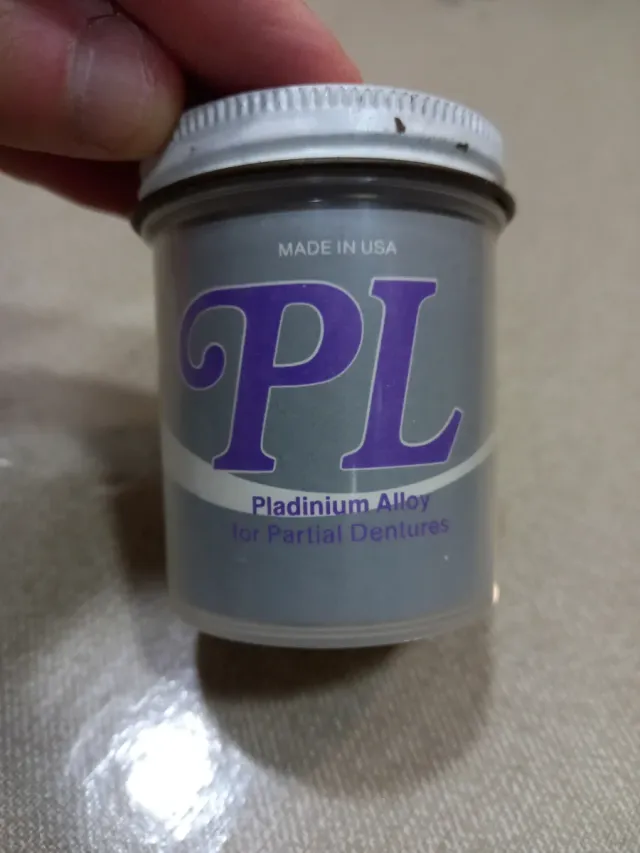 MADE IN USA
PL
Pladinium Alloy
for Partial Dentures